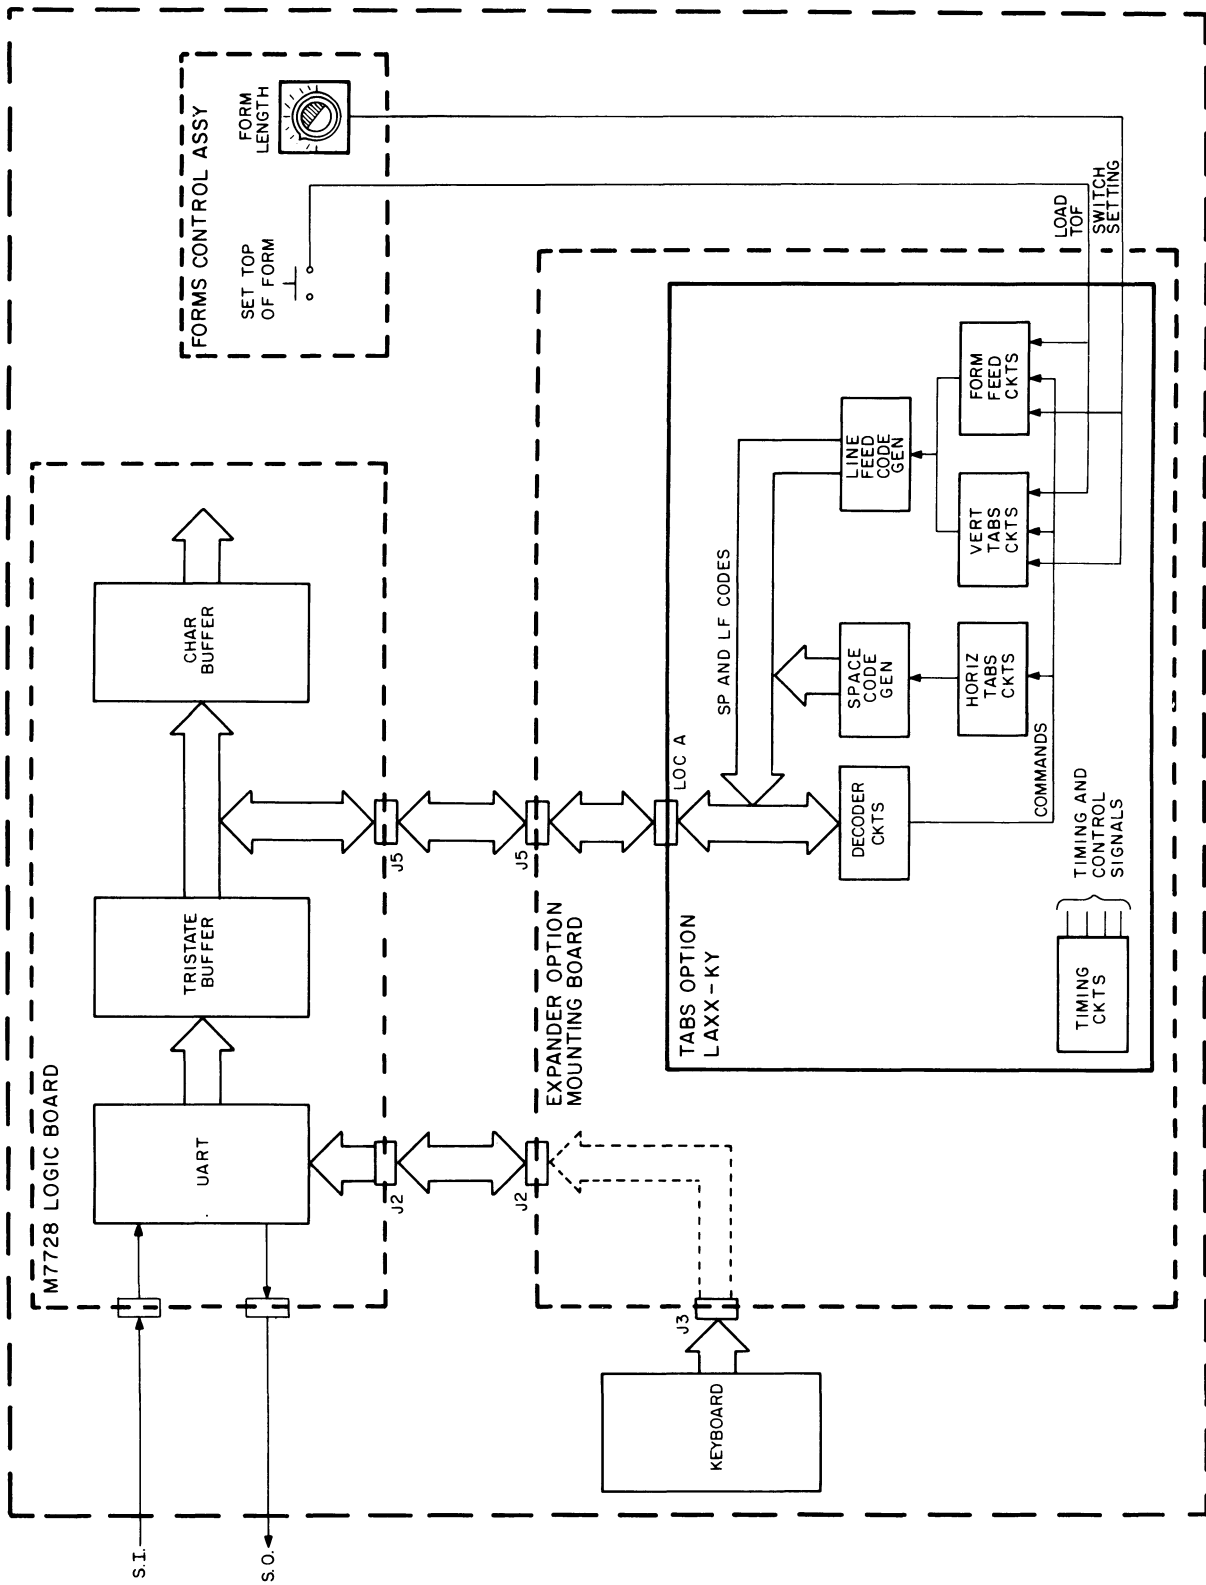 S.I.
S.O.
M7728 LOGIC BOARD
UART
TRISTATE
BUFFER
CHAR
BUFFER
J2
J5
FORMS CONTROL ASSY
SET TOP
OF FORM
FORM
LENGTH
KEYBOARD
J3
J2
J5
EXPANDER OPTION
MOUNTING BOARD
TABS OPTION
LAXX-KY
LOC A
SP AND LF CODES
DECODER
CKTS
SPACE
CODE
GEN
LINE
FEED
CODE
GEN
HORIZ
TABS
CKTS
VERT
TABS
CKTS
FORM
FEED
CKTS
COMMANDS
TIMING
CKTS
TIMING AND
CONTROL
SIGNALS
LOAD
TOF
SWITCH
SETTING